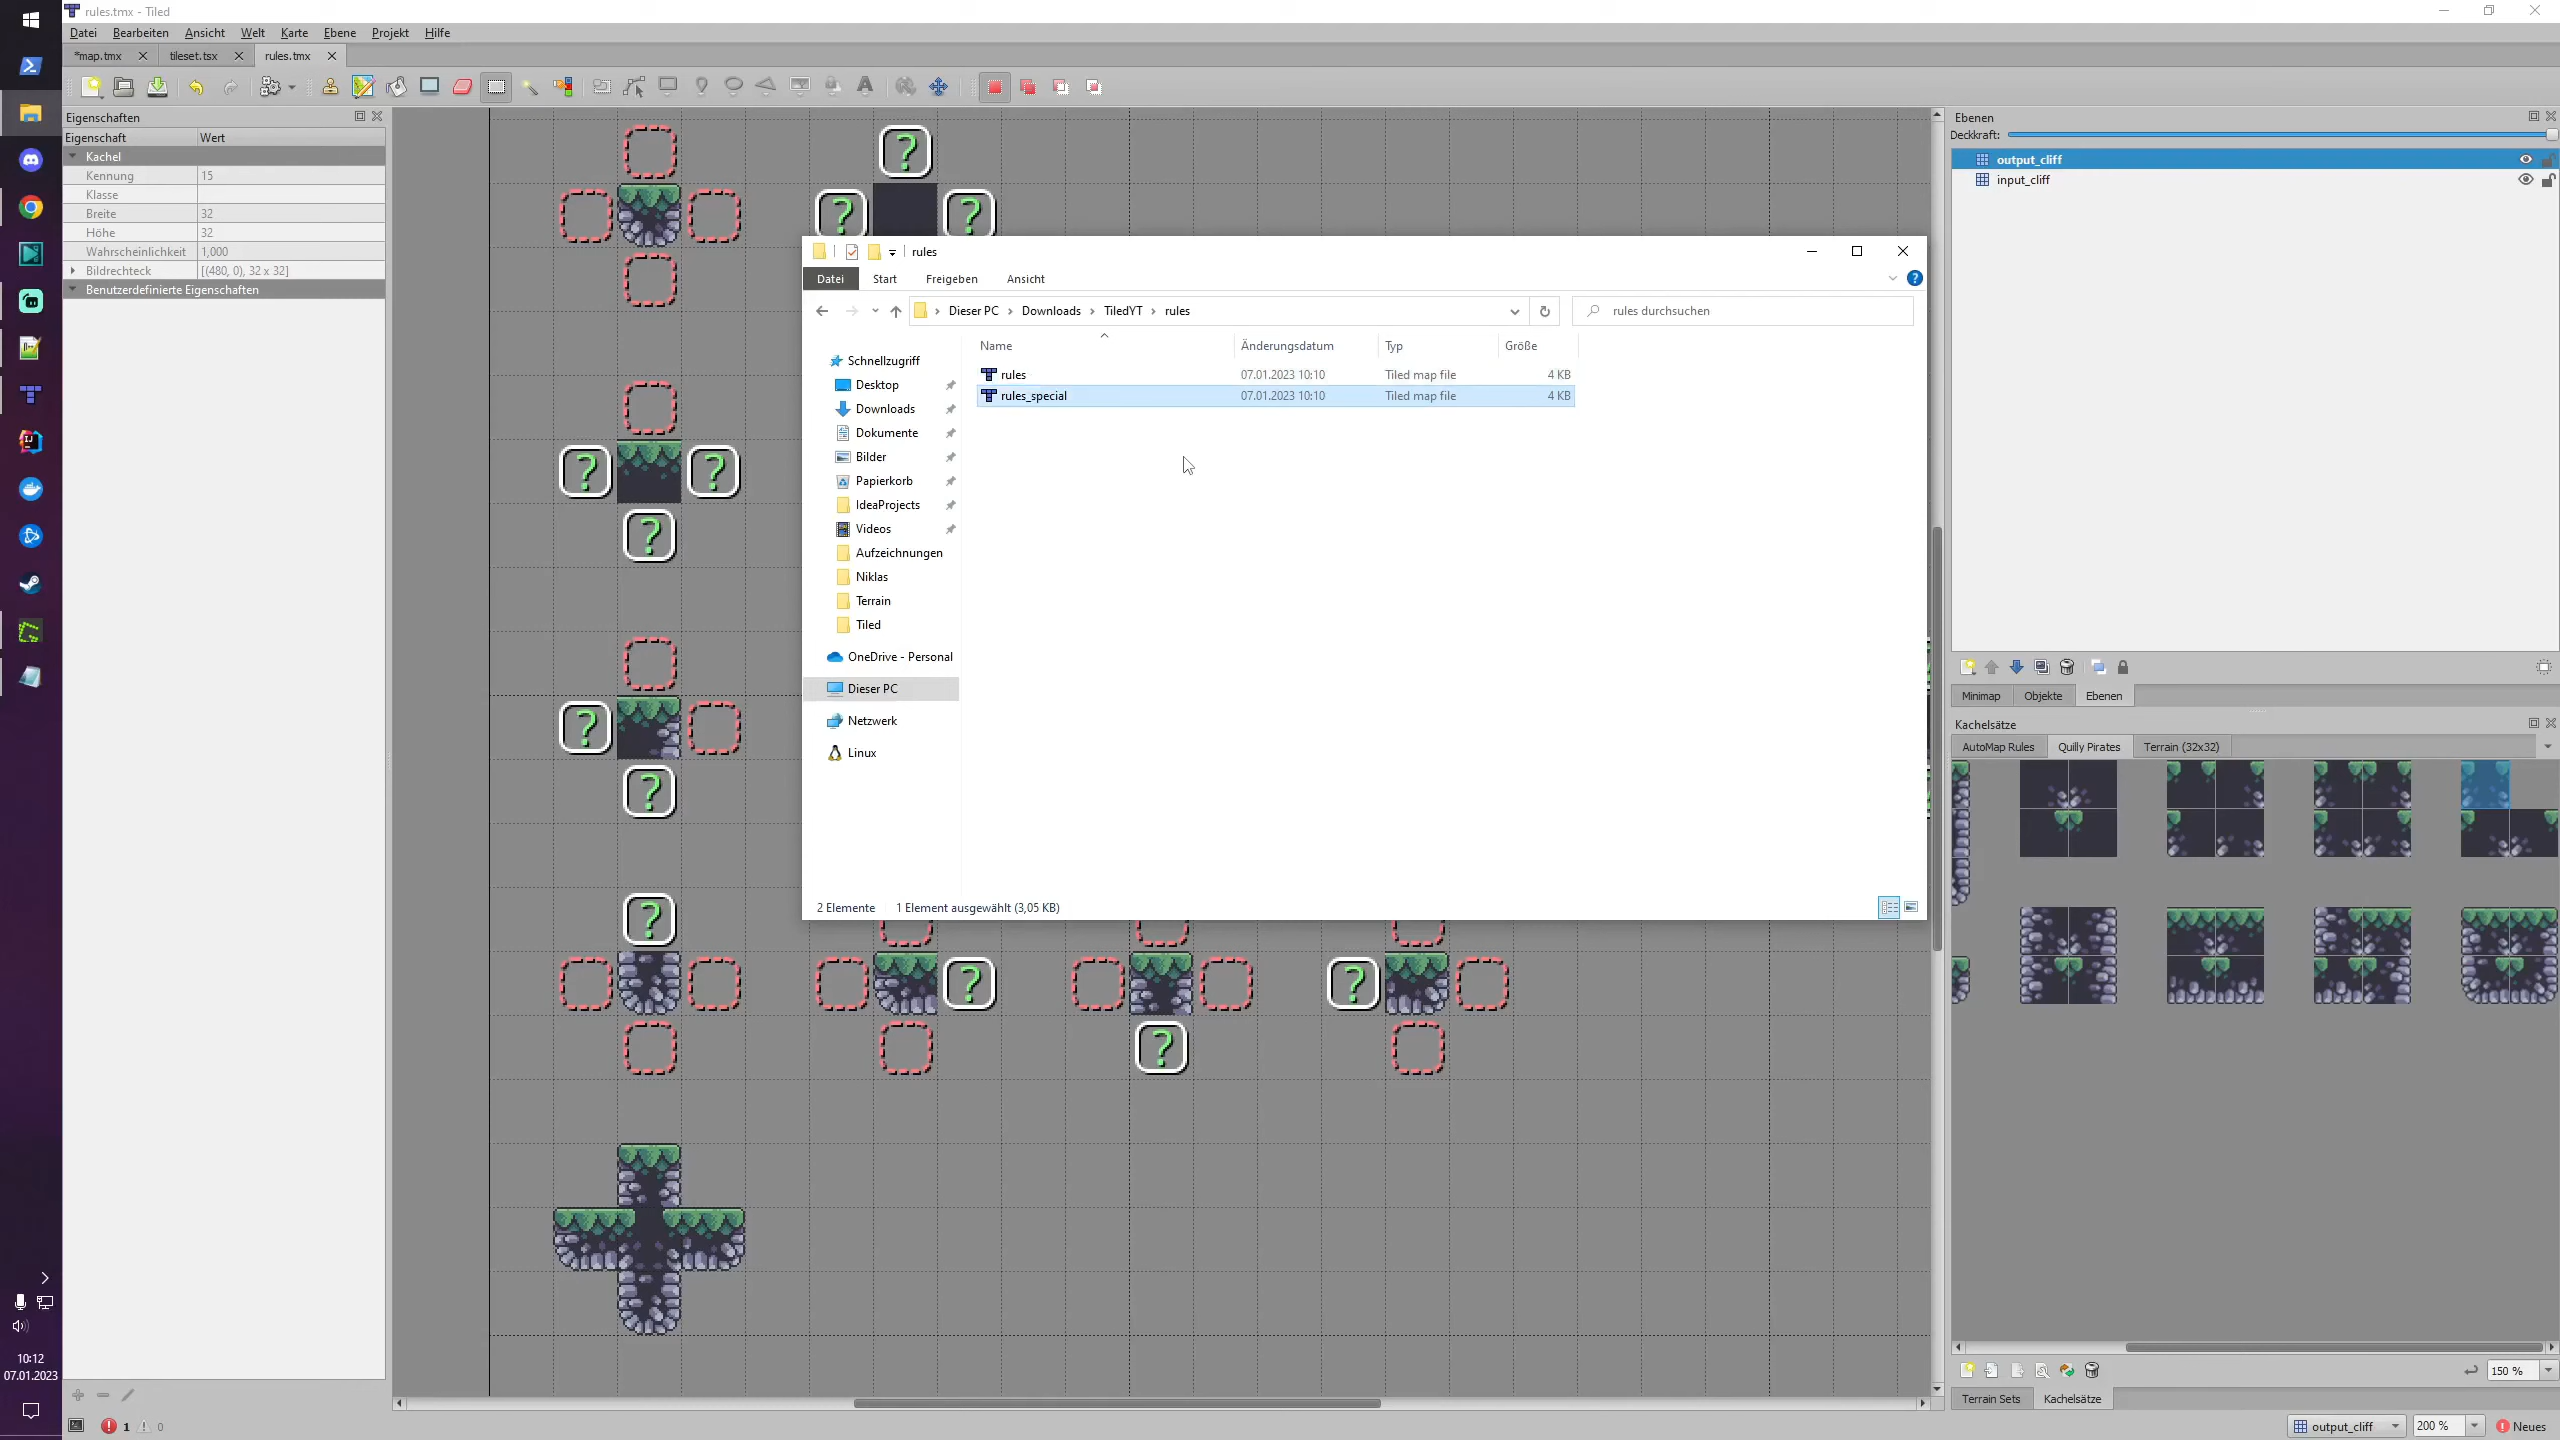 rules.tmx - Tiled
Datei Bearbeiten Ansicht Welt Karte Ebene Projekt Hilfe
*map.tmx tileset.tsx rules.tmx
Eigenschaften
Eigenschaft Wert
Kachel
Kennung 15
Klasse
Breite 32
Höhe 32
Wahrscheinlichkeit 1,000
Bildrechteck [(480, 0), 32 x 32]
Benutzerdefinierte Eigenschaften
rules
Datei Start Freigeben Ansicht
Dieser PC Downloads TiledYT rules
rules durchsuchen
Name Änderungsdatum Typ Größe
rules 07.01.2023 10:10 Tiled map file 4 KB
rules_special 07.01.2023 10:10 Tiled map file 4 KB
Schnellzugriff
Desktop
Downloads
Dokumente
Bilder
Papierkorb
IdeaProjects
Videos
Aufzeichnungen
Niklas
Terrain
Tiled
OneDrive - Personal
Dieser PC
Netzwerk
Linux
2 Elemente 1 Element ausgewählt (3,05 KB)
Ebenen
Deckkraft:
output_cliff
input_cliff
Minimap Objekte Ebenen
Kachelsätze
AutoMap Rules Quilly Pirates Terrain (32x32)
150 %
Terrain Sets Kachelsätze
10:12
07.01.2023
1 0
output_cliff 200 % Neues